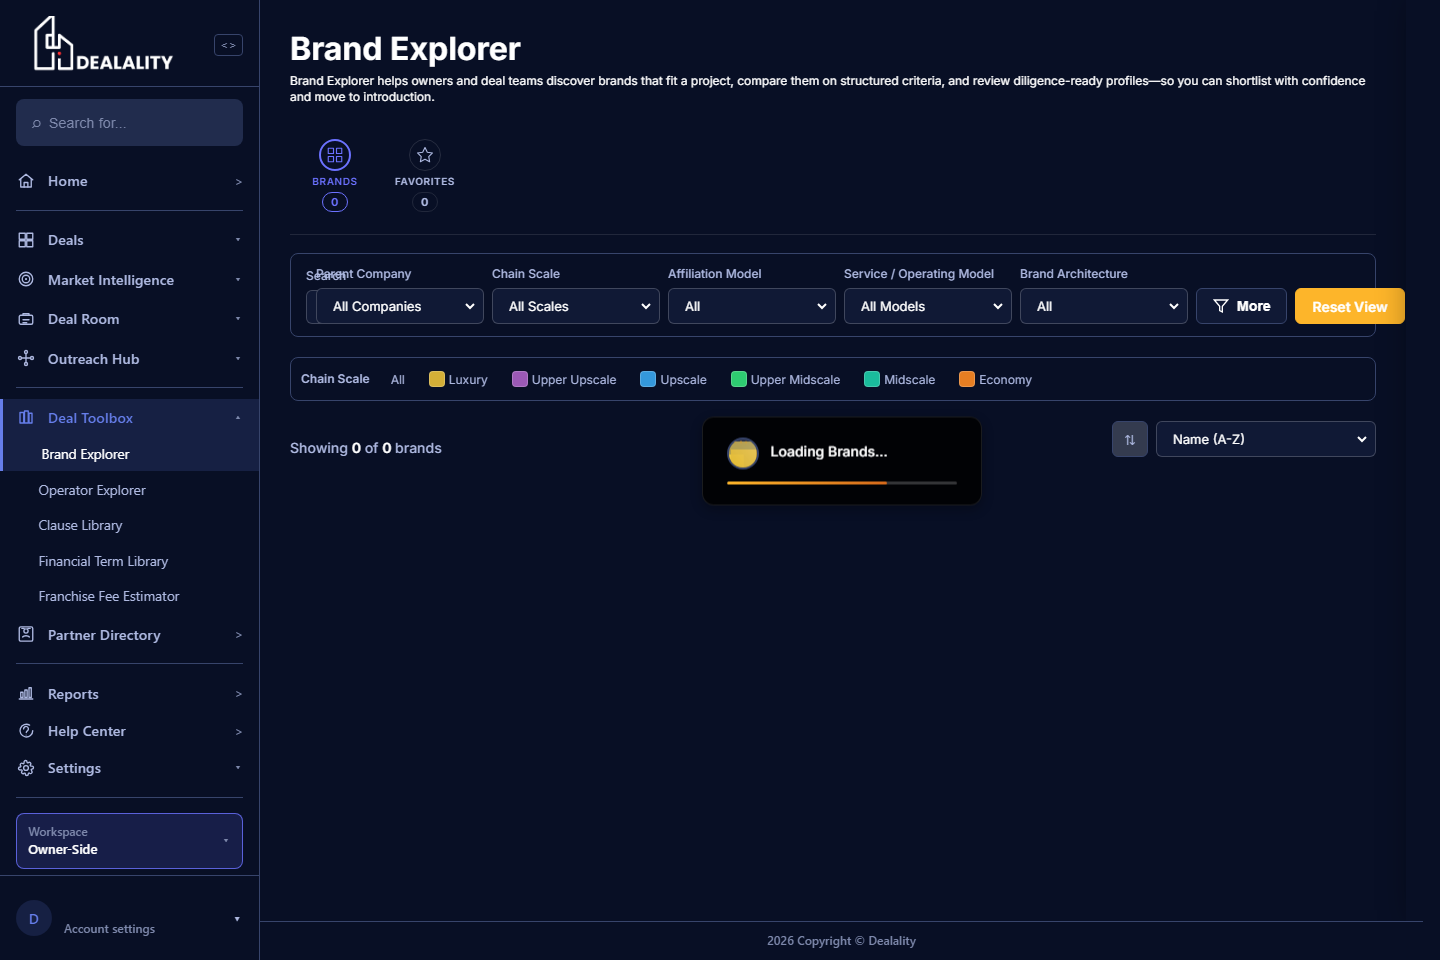 DEALALITY
<>
Search for...
Home >
Deals
Market Intelligence
Deal Room
Outreach Hub
Deal Toolbox
Brand Explorer
Operator Explorer
Clause Library
Financial Term Library
Franchise Fee Estimator
Partner Directory >
Reports >
Help Center >
Settings
Workspace
Owner-Side
D
Account settings
Brand Explorer
Brand Explorer helps owners and deal teams discover brands that fit a project, compare them on structured criteria, and review diligence-ready profiles—so you can shortlist with confidence
and move to introduction.
BRANDS
0
FAVORITES
0
Search
Parent Company
All Companies
Chain Scale
All Scales
Affiliation Model
All
Service / Operating Model
All Models
Brand Architecture
All
More
Reset View
Chain Scale All Luxury Upper Upscale Upscale Upper Midscale Midscale Economy
Showing 0 of 0 brands
Loading Brands...
Name (A-Z)
2026 Copyright © Dealality